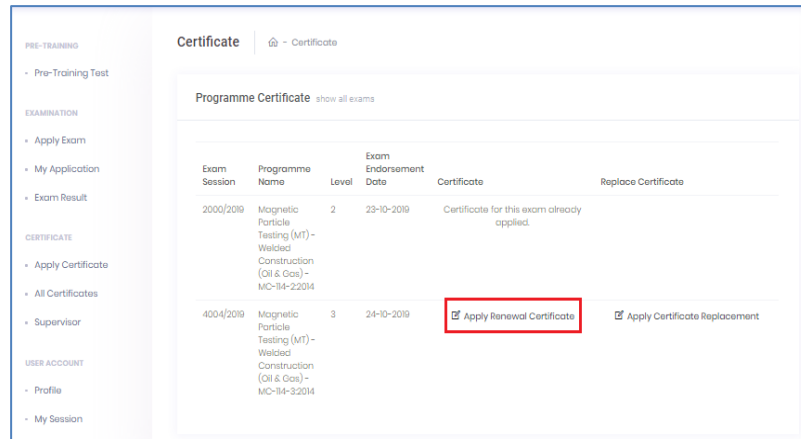 PRE-TRAINING
Pre-Training Test
EXAMINATION
Apply Exam
My Application
Exam Result
CERTIFICATE
Apply Certificate
All Certificates
Supervisor
USER ACCOUNT
Profile
My Session
Certificate
- Certificate
Programme Certificate show all exams
Exam Session
Programme Name
Level
Exam Endorsement Date
Certificate
Replace Certificate
2000/2019
Magnetic
Particle
Testing (MT) -
Welded
Construction
(Oil & Gas) -
MC-114-2:2014
2
23-10-2019
Certificate for this exam already
applied.
4004/2019
Magnetic
Particle
Testing (MT) -
Welded
Construction
(Oil & Gas) -
MC-114-3:2014
3
24-10-2019
Apply Renewal Certificate
Apply Certificate Replacement